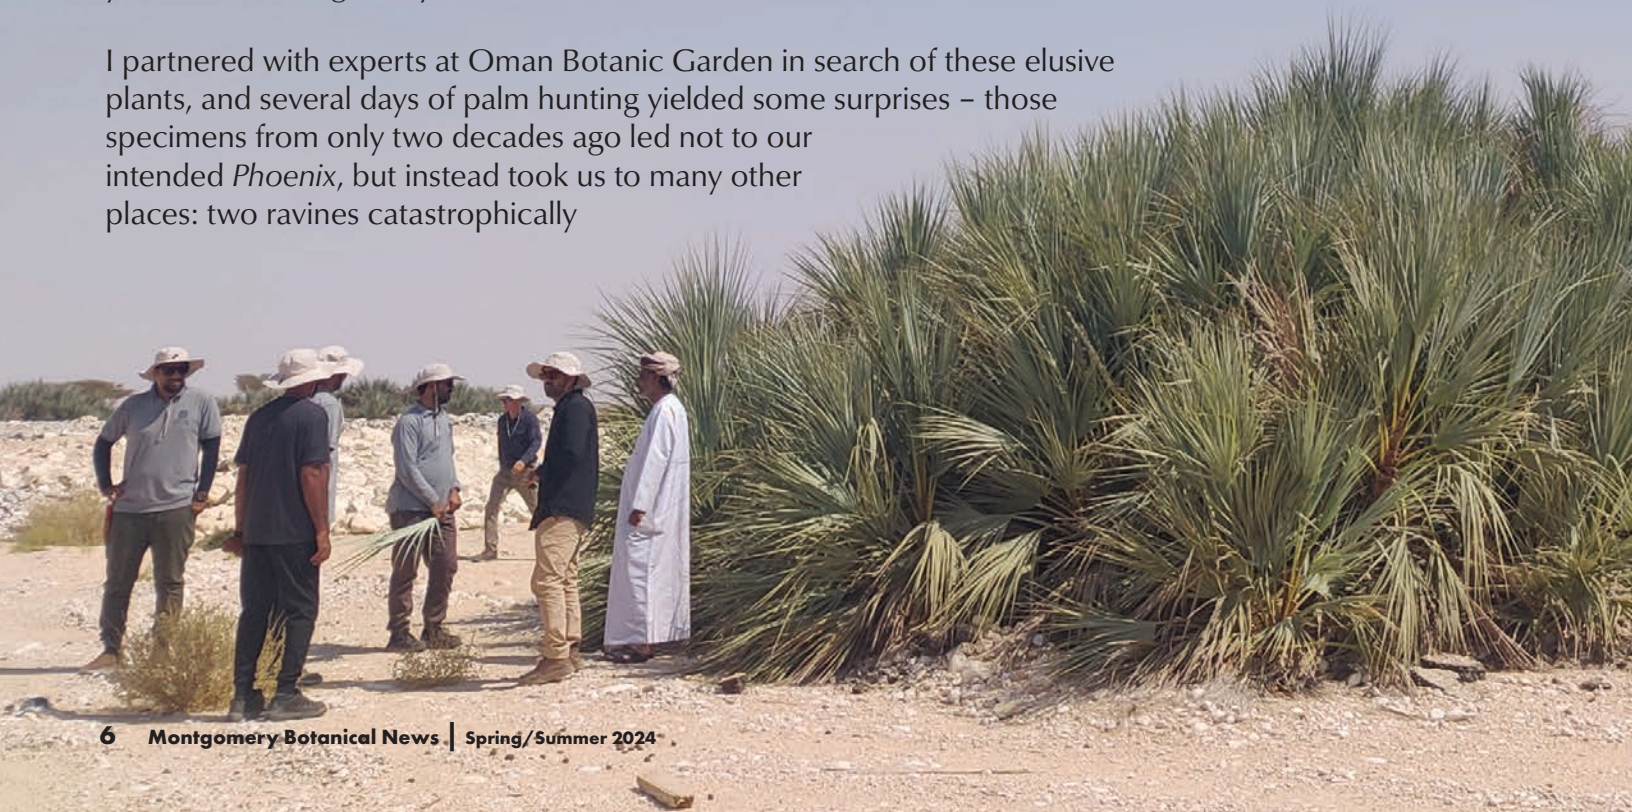 I partnered with experts at Oman Botanic Garden in search of these elusive
plants, and several days of palm hunting yielded some surprises – those
specimens from only two decades ago led not to our
intended Phoenix, but instead took us to many other
places: two ravines catastrophically
6 Montgomery Botanical News | Spring/Summer 2024